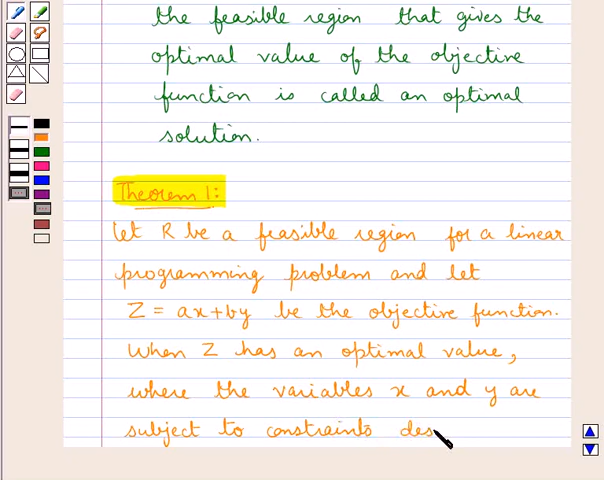 the feasible region that gives the
optimal value of the objective
function is called an optimal
solution.
Theorem 1:
Let R be a feasible region for a linear
programming problem and let
Z = ax+by be the objective function.
When Z has an optimal value,
where the variables x and y are
subject to constraints des